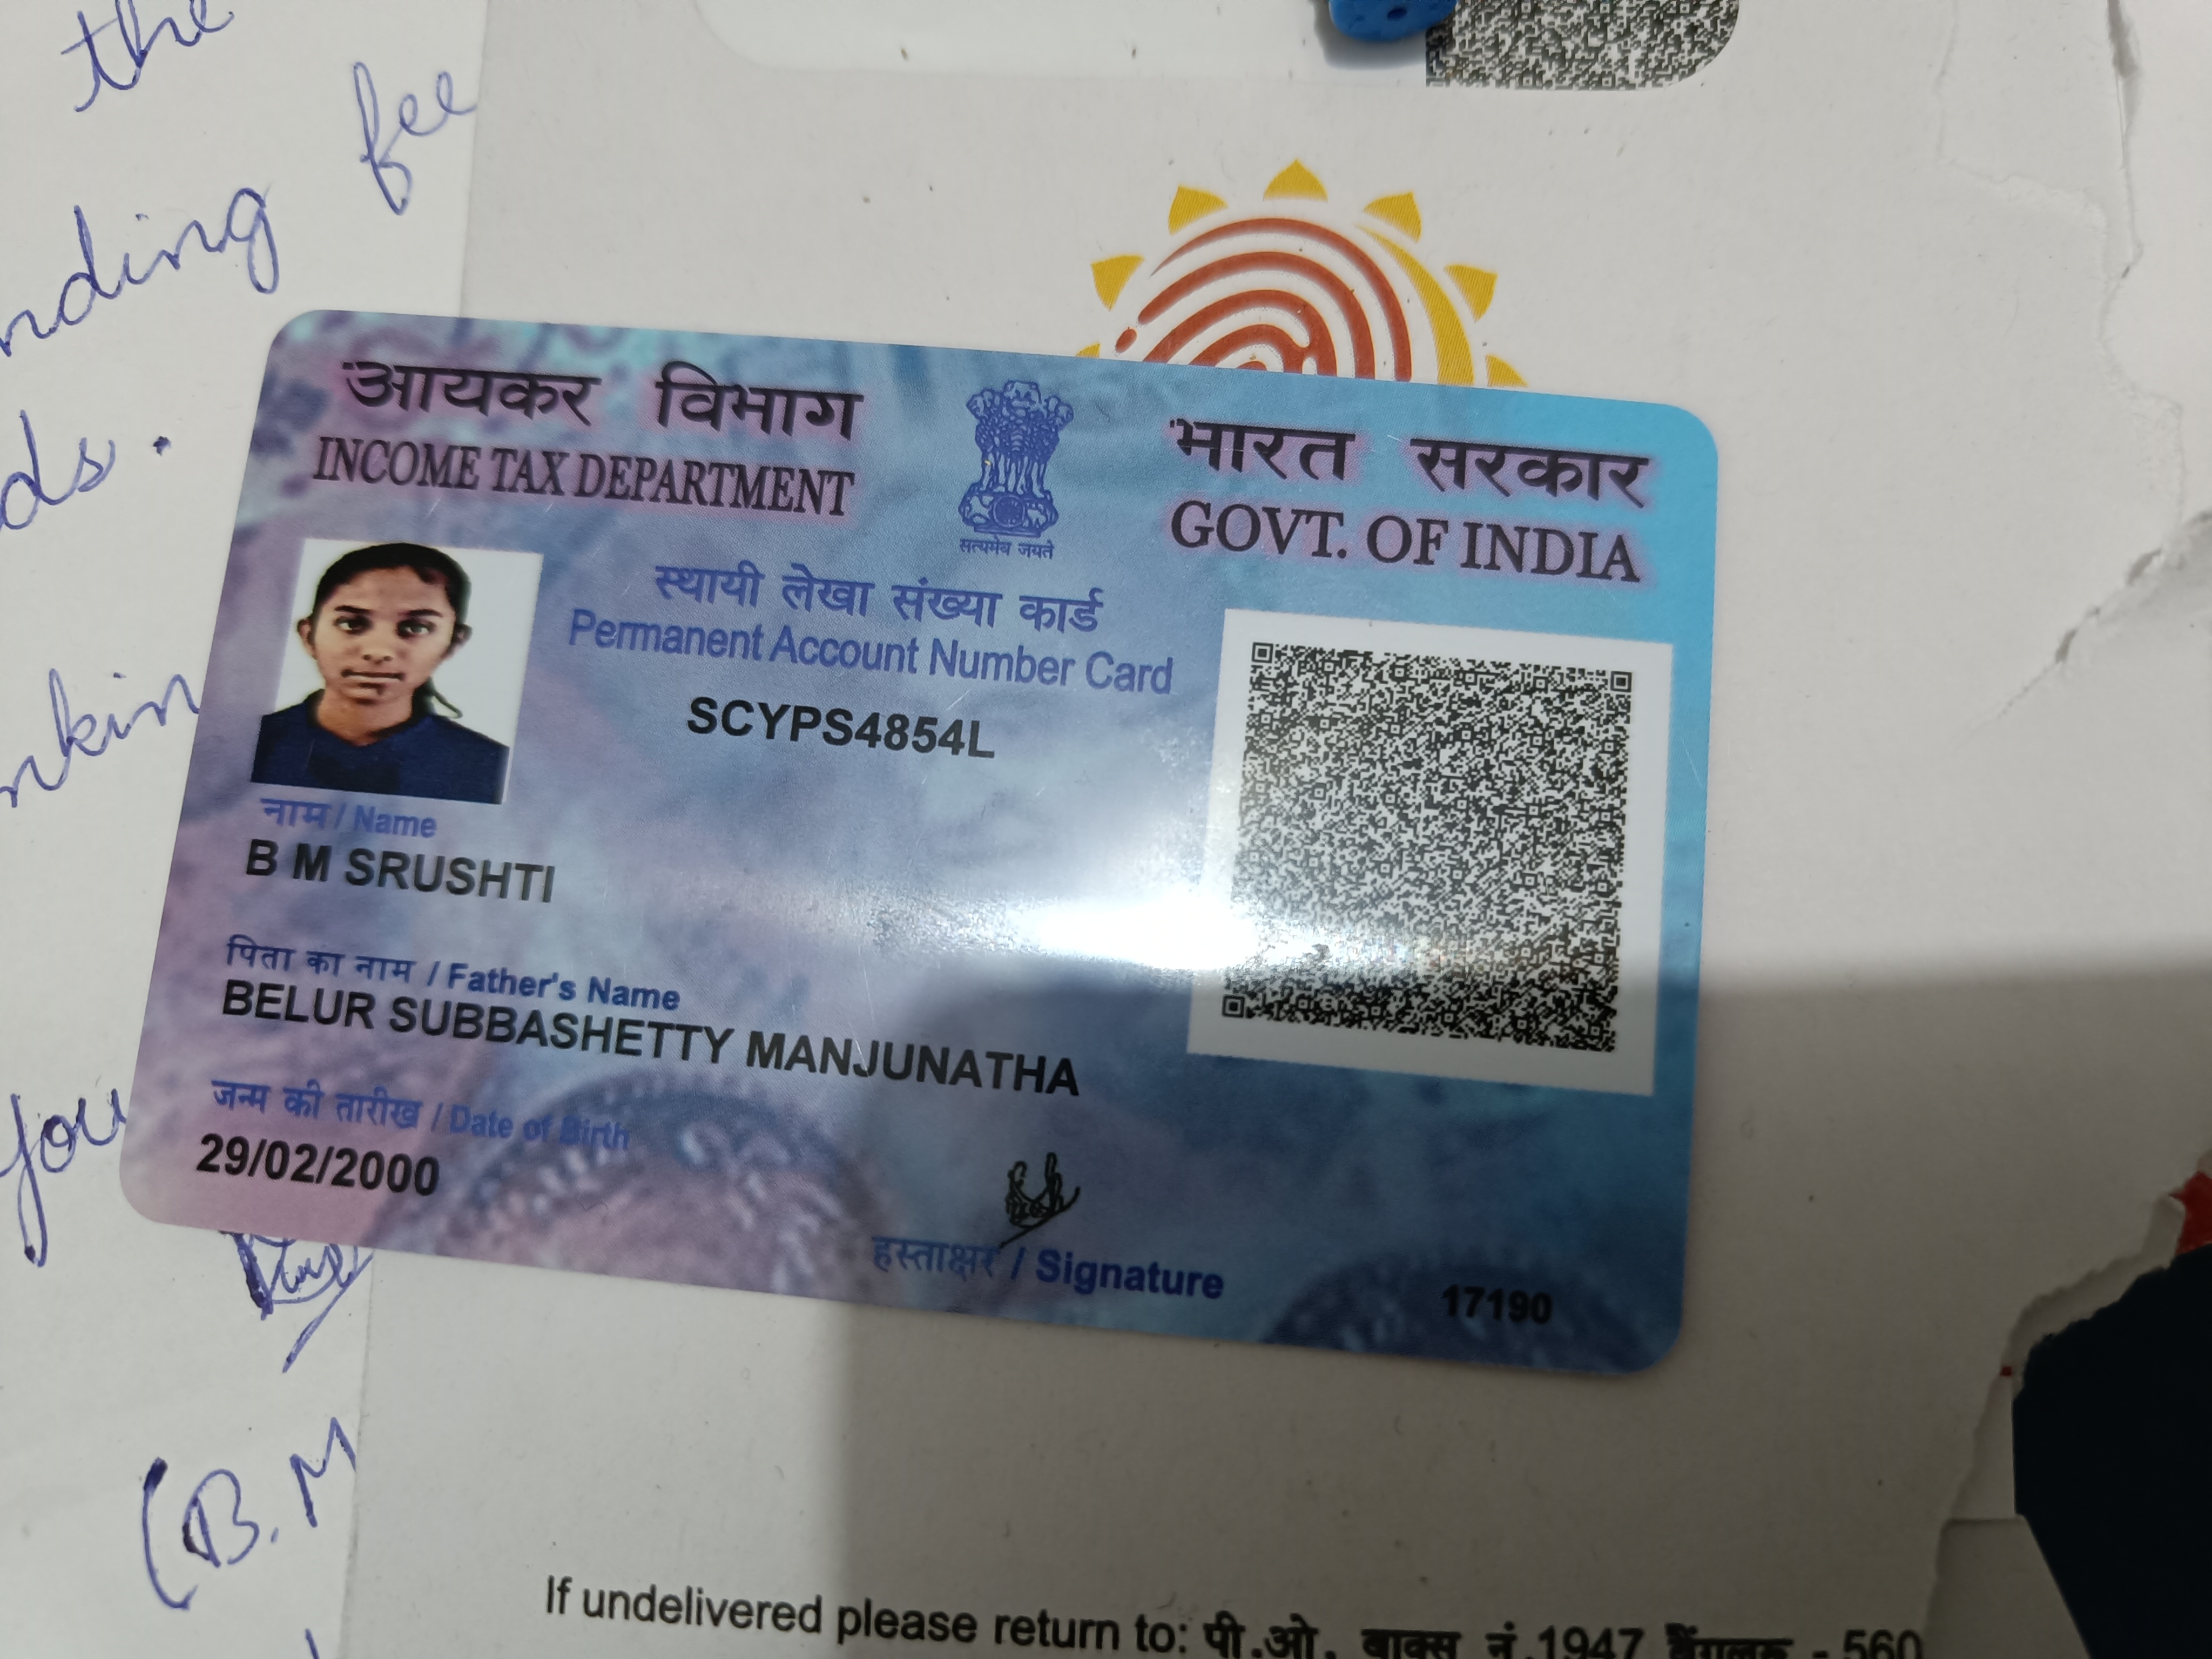 the
nding fee
ds.
nkin
you
(B.M
आयकर विभाग
INCOME TAX DEPARTMENT
सत्यमेव जयते
भारत सरकार
GOVT. OF INDIA
स्थायी लेखा संख्या कार्ड
Permanent Account Number Card
SCYPS4854L
नाम / Name
B M SRUSHTI
पिता का नाम / Father's Name
BELUR SUBBASHETTY MANJUNATHA
जन्म की तारीख / Date of Birth
29/02/2000
हस्ताक्षर / Signature
17190
If undelivered please return to: पी.ओ. बाक्स नं.1947 बैंगलूरू - 560